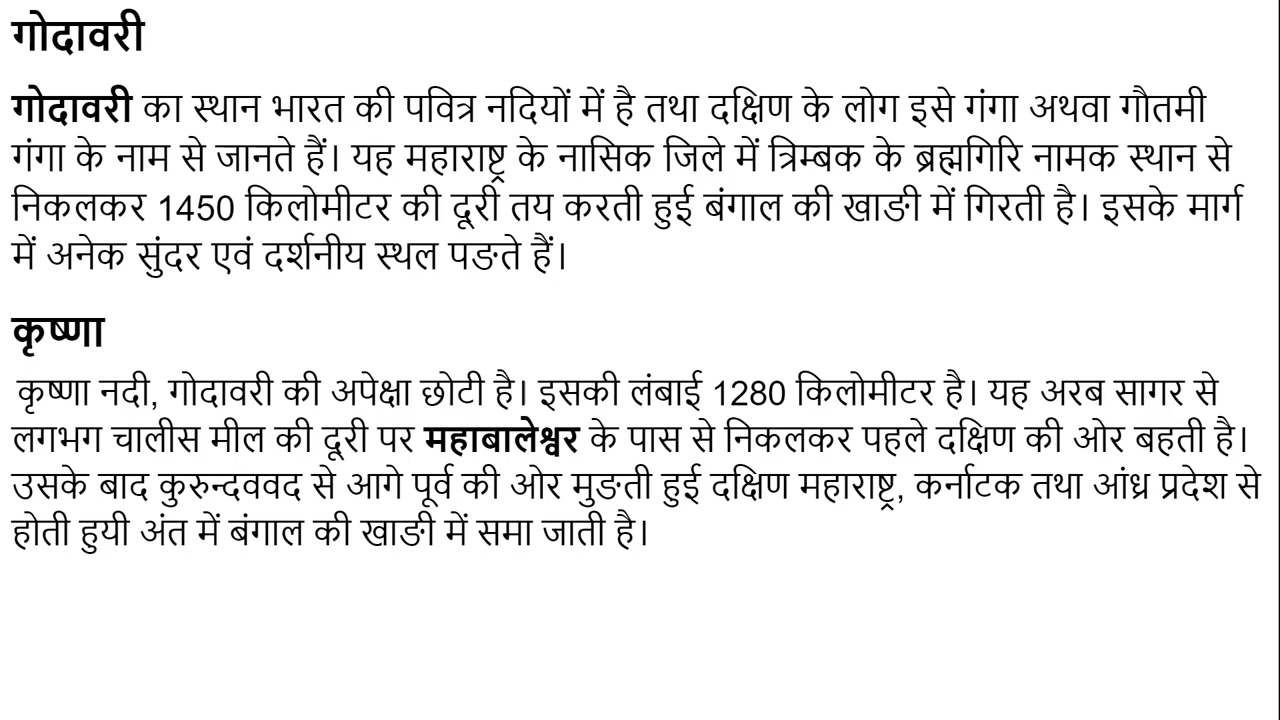 गोदावरी
गोदावरी का स्थान भारत की पवित्र नदियों में है तथा दक्षिण के लोग इसे गंगा अथवा गौतमी
गंगा के नाम से जानते हैं। यह महाराष्ट्र के नासिक जिले में त्रिम्बक के ब्रह्मगिरि नामक स्थान से
निकलकर 1450 किलोमीटर की दूरी तय करती हुई बंगाल की खाङी में गिरती है। इसके मार्ग
में अनेक सुंदर एवं दर्शनीय स्थल पङते हैं।
कृष्णा
कृष्णा नदी, गोदावरी की अपेक्षा छोटी है। इसकी लंबाई 1280 किलोमीटर है। यह अरब सागर से
लगभग चालीस मील की दूरी पर महाबालेश्वर के पास से निकलकर पहले दक्षिण की ओर बहती है।
उसके बाद कुरुन्दववद से आगे पूर्व की ओर मुङती हुई दक्षिण महाराष्ट्र, कर्नाटक तथा आंध्र प्रदेश से
होती हुयी अंत में बंगाल की खाङी में समा जाती है।